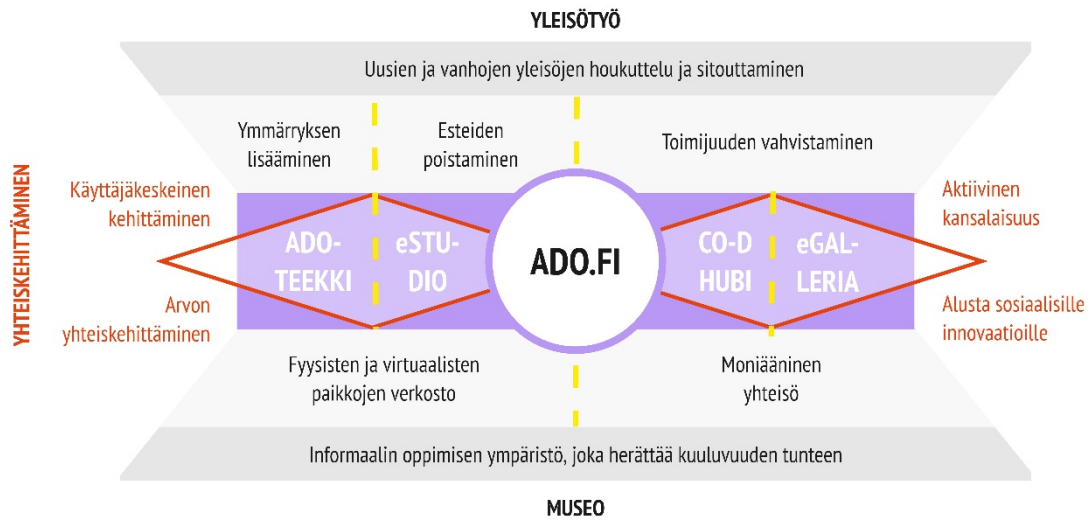 YLEISÖTYÖ
Uusien ja vanhojen yleisöjen houkuttelu ja sitouttaminen
Ymmärryksen
lisääminen
Esteiden
poistaminen
Toimijuuden vahvistaminen
YHTEISKEHITTÄMINEN
Käyttäjäkeskeinen
kehittäminen
Arvon
yhteiskehittäminen
ADO-
TEEKKI
eSTU-
DIO
ADO.FI
CO-D
HUBI
eGAL-
LERIA
Aktiivinen
kansalaisuus
Alusta sosiaalisille
innovaatioille
Fyysisten ja virtuaalisten
paikkojen verkosto
Moniääninen
yhteisö
Informaalin oppimisen ympäristö, joka herättää kuuluvuuden tunteen
MUSEO